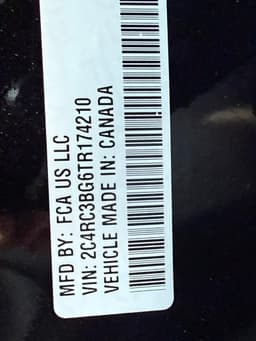 MFD BY: FCA US LLC
VIN: 2C4RC3BG6TR174210
VEHICLE MADE IN: CANADA